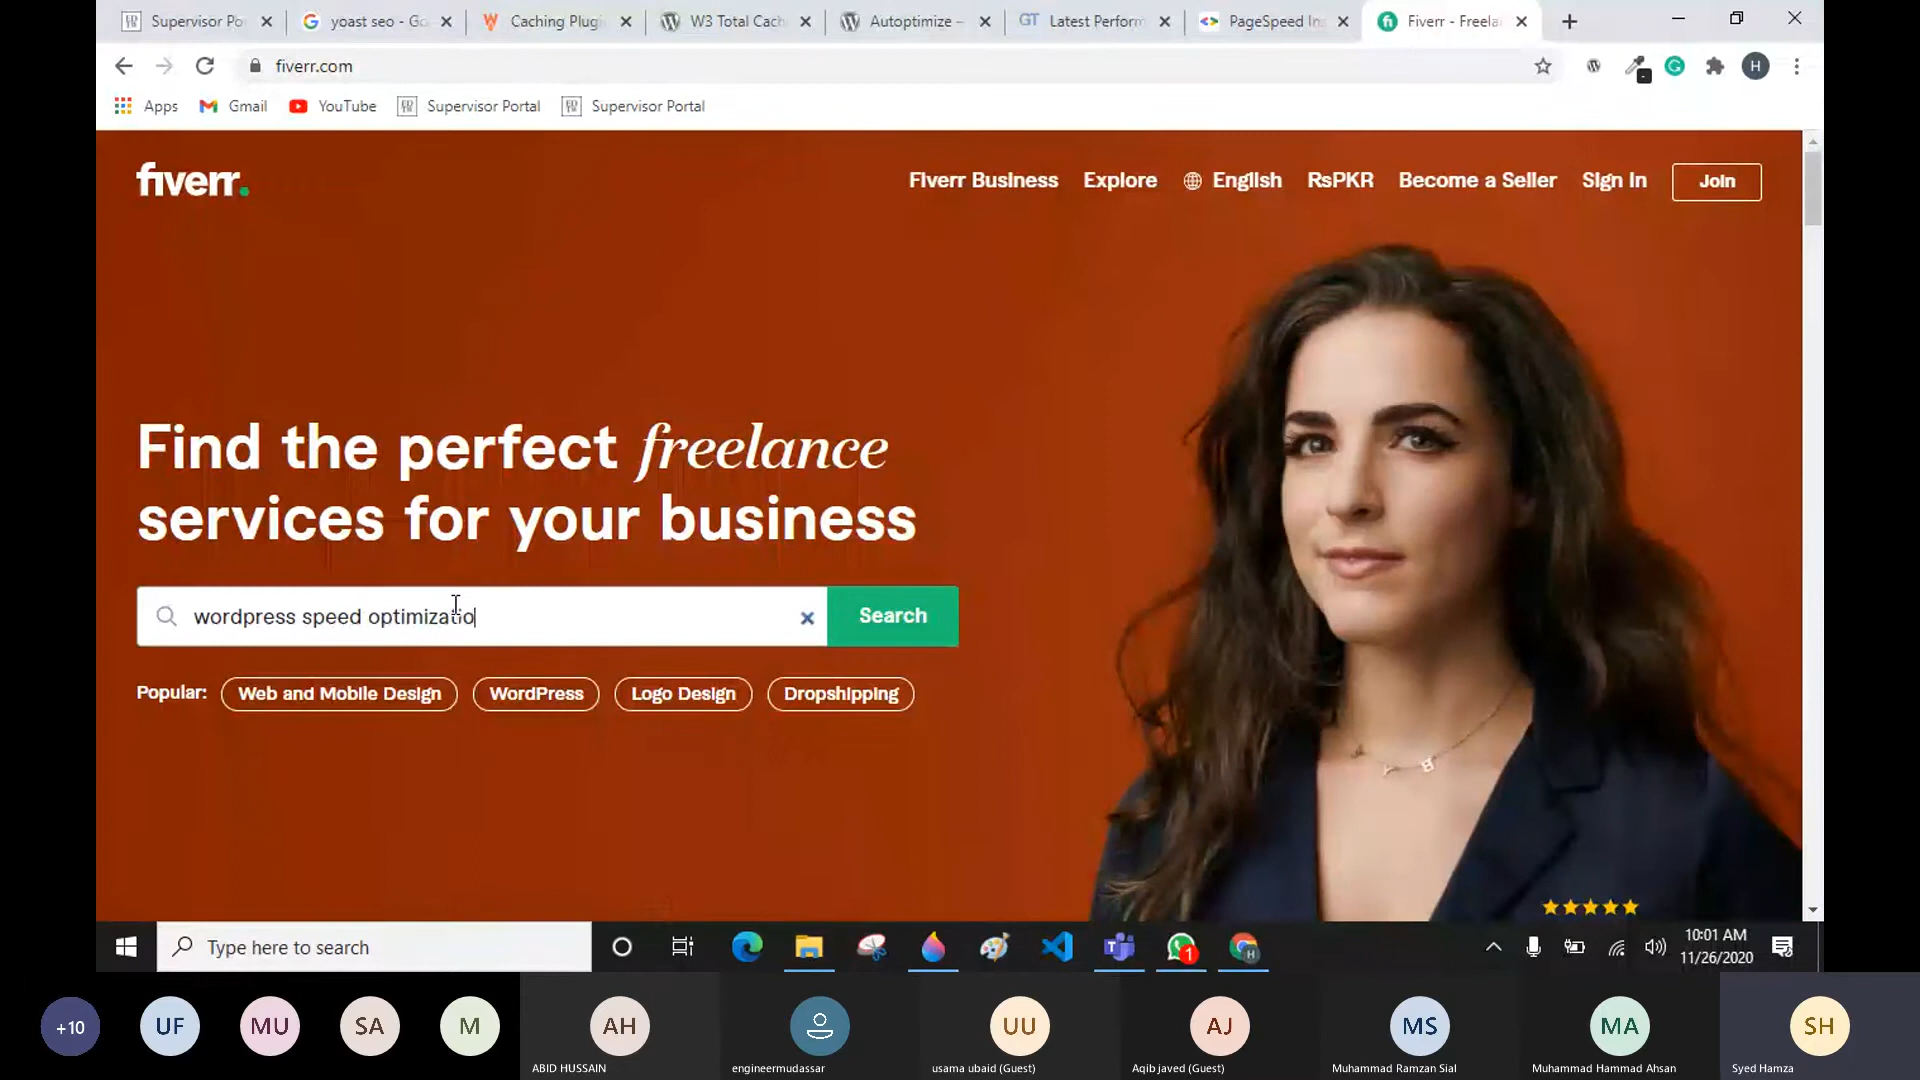 Supervisor Po
yoast seo - Go
Caching Plugi
W3 Total Cach
Autoptimize –
GT Latest Perform
PageSpeed Ins
Fiverr - Freela
fiverr.com
H
Apps
Gmail
YouTube
Supervisor Portal
Supervisor Portal
fiverr.
Fiverr Business
Explore
English
RsPKR
Become a Seller
Sign In
Join
Find the perfect freelance
services for your business
wordpress speed optimizatio
Search
Popular:
Web and Mobile Design
WordPress
Logo Design
Dropshipping
Type here to search
1
H
10:01 AM
11/26/2020
+10
UF
MU
SA
M
AH
UU
AJ
MS
MA
SH
ABID HUSSAIN
engineermudassar
usama ubaid (Guest)
Aqib javed (Guest)
Muhammad Ramzan Sial
Muhammad Hammad Ahsan
Syed Hamza